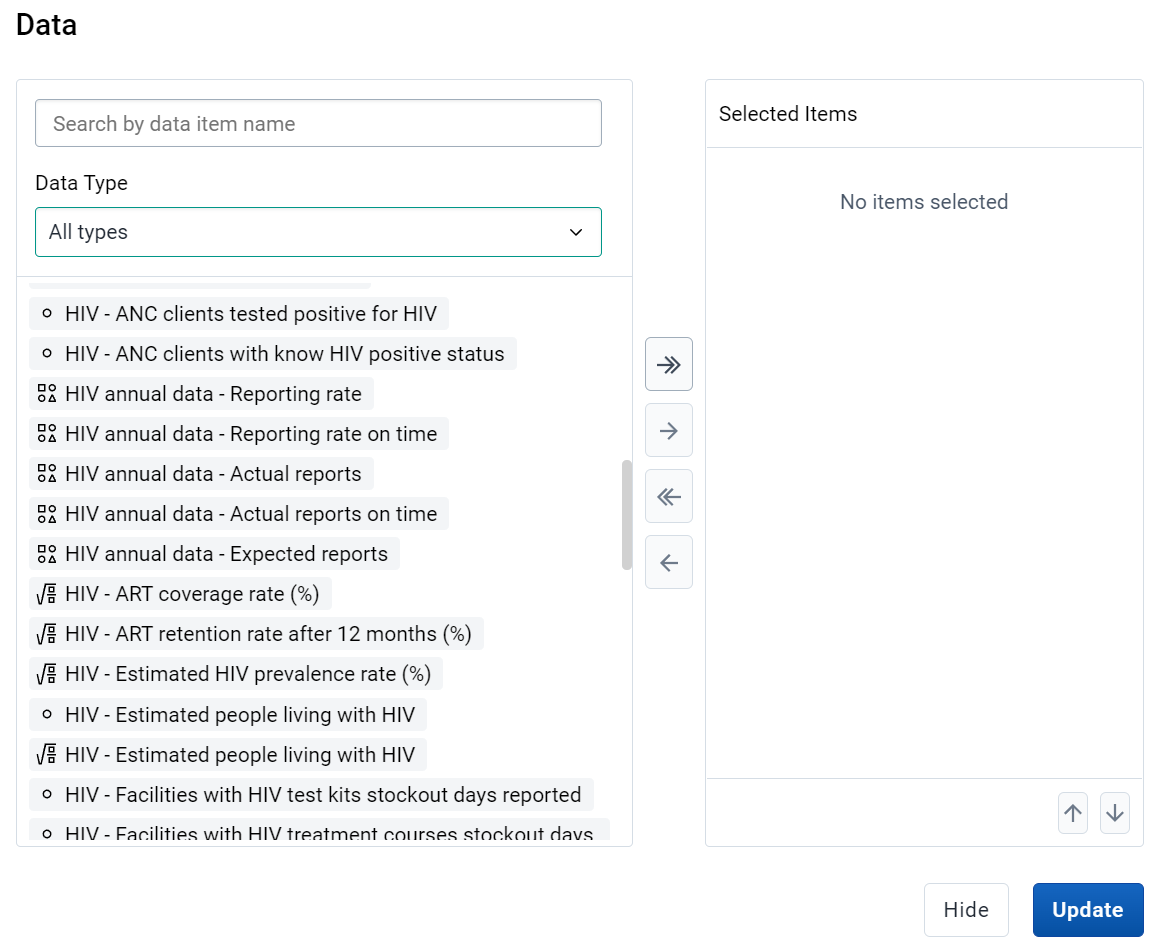 Data
Search by data item name
Data Type
All types
HIV - ANC clients tested positive for HIV
HIV - ANC clients with know HIV positive status
HIV annual data - Reporting rate
HIV annual data - Reporting rate on time
HIV annual data - Actual reports
HIV annual data - Actual reports on time
HIV annual data - Expected reports
HIV - ART coverage rate (%)
HIV - ART retention rate after 12 months (%)
HIV - Estimated HIV prevalence rate (%)
HIV - Estimated people living with HIV
HIV - Estimated people living with HIV
HIV - Facilities with HIV test kits stockout days reported
HIV - Facilities with HIV treatment courses stockout days
Selected Items
No items selected
Hide
Update